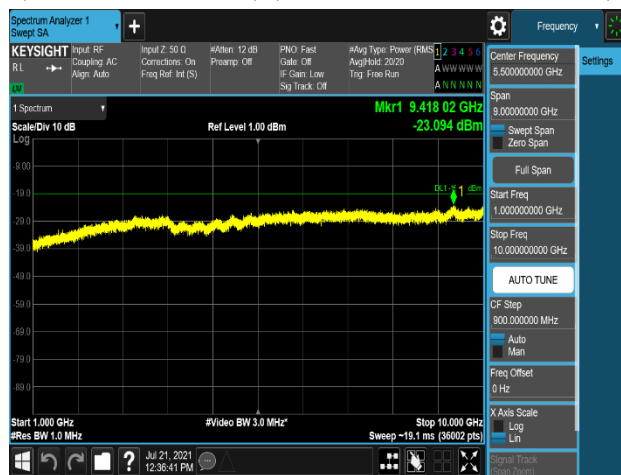 Spectrum Analyzer 1
Swept SA
Frequency
KEYSIGHT
RL
Input: RF
Coupling: AC
Align: Auto
Input Z: 50 Ω
Corrections: On
Freq Ref: Int (S)
#Atten: 12 dB
Preamp: Off
PNO: Fast
Gate: Off
IF Gain: Low
Sig Track: Off
#Avg Type: Power (RMS
Avg|Hold: 20/20
Trig: Free Run
1 2 3 4 5 6
A W W W W W
A N N N N N
1 Spectrum
Scale/Div 10 dB
Log
Ref Level 1.00 dBm
Mkr1 9.418 02 GHz
-23.094 dBm
-9.00
-19.0
-29.0
-39.0
-49.0
-59.0
-69.0
-79.0
-89.0
1
Start 1.000 GHz
#Res BW 1.0 MHz
#Video BW 3.0 MHz*
Stop 10.000 GHz
Sweep ~19.1 ms (36002 pts)
Jul 21, 2021
12:36:41 PM
Settings
Center Frequency
5.500000000 GHz
Span
9.00000000 GHz
Swept Span
Zero Span
Full Span
Start Freq
1.000000000 GHz
Stop Freq
10.000000000 GHz
AUTO TUNE
CF Step
900.000000 MHz
Auto
Man
Freq Offset
0 Hz
X Axis Scale
Log
Lin
Signal Track
(Span Zoom)